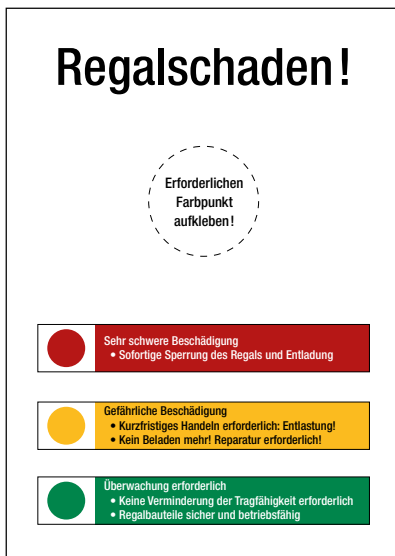 Regalschaden!
Erforderlichen
Farbpunkt
aufkleben!
Sehr schwere Beschädigung
• Sofortige Sperrung des Regals und Entladung
Gefährliche Beschädigung
• Kurzfristiges Handeln erforderlich: Entlastung!
• Kein Beladen mehr! Reparatur erforderlich!
Überwachung erforderlich
• Keine Verminderung der Tragfähigkeit erforderlich
• Regalbauteile sicher und betriebsfähig